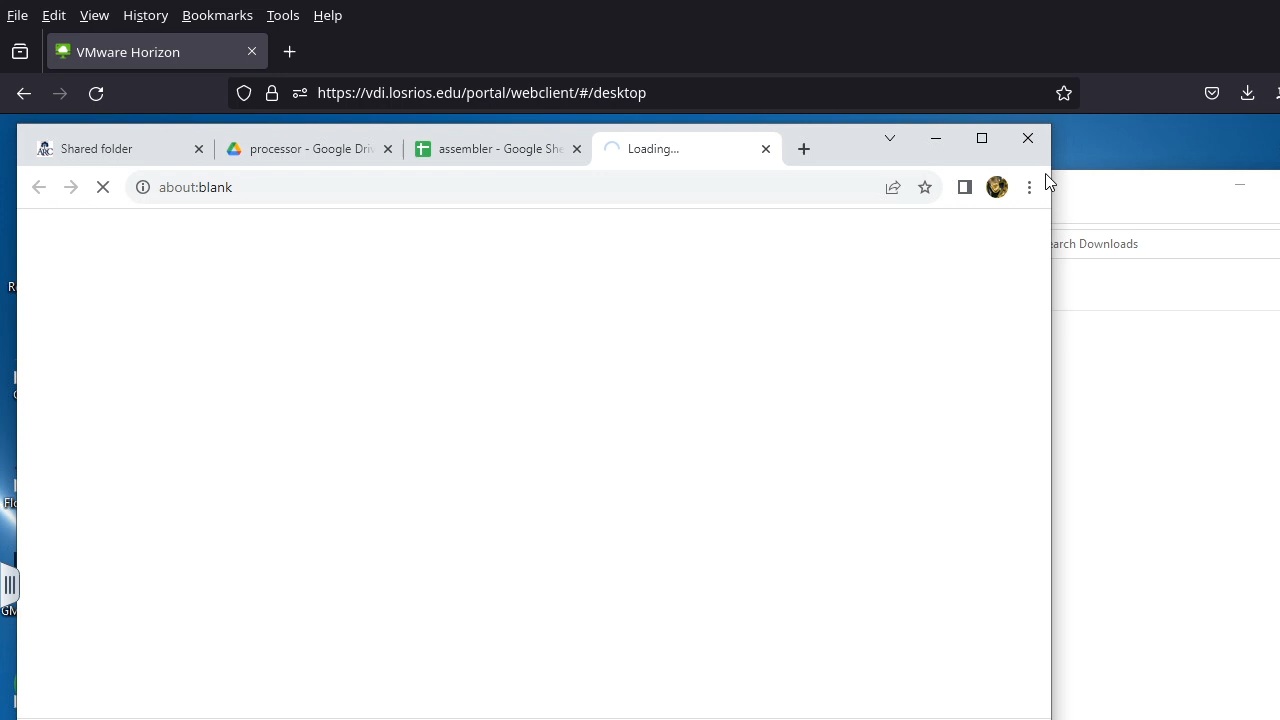 File Edit View History Bookmarks Tools Help
VMware Horizon
https://vdi.losrios.edu/portal/webclient/#/desktop
Shared folder
processor - Google Driv
assembler - Google She
Loading...
about:blank
earch Downloads